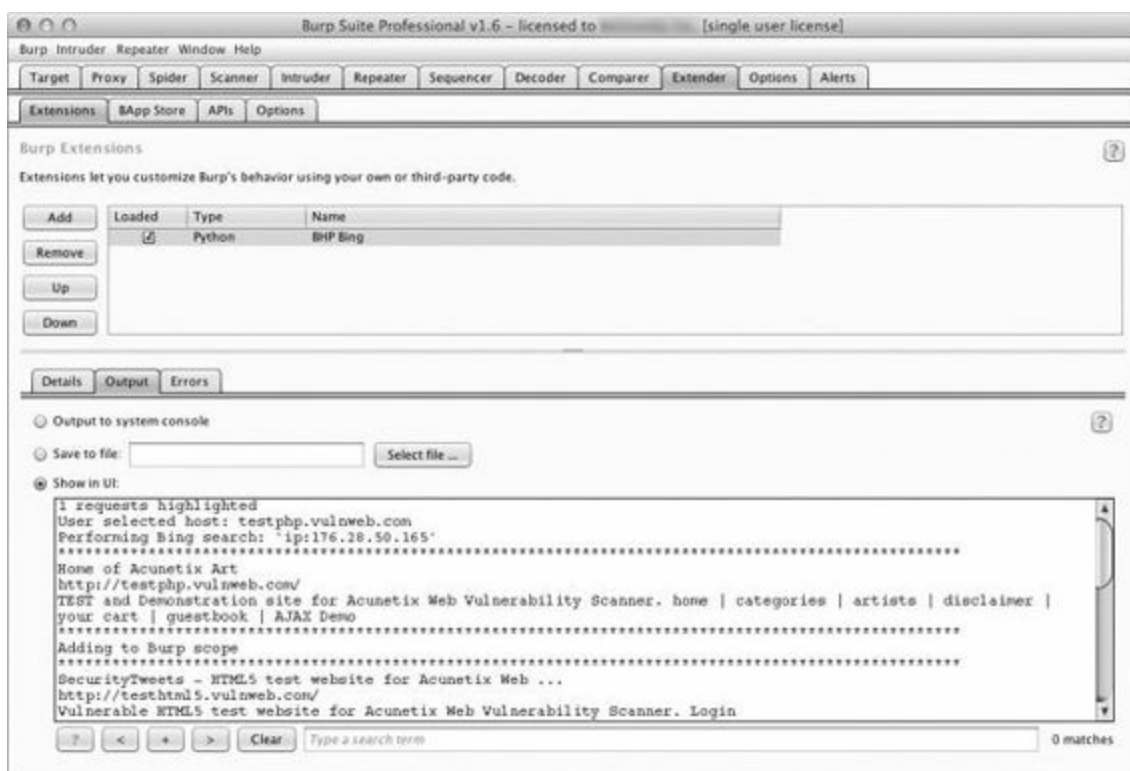 Burp Suite Professional v1.6 – licensed to [single user license]
Burp Intruder Repeater Window Help
Target Proxy Spider Scanner Intruder Repeater Sequencer Decoder Comparer Extender Options Alerts
Extensions BApp Store APIs Options
Burp Extensions
?
Extensions let you customize Burp's behavior using your own or third-party code.
Add Loaded Type Name
Python BHP Bing
Remove
Up
Down
Details Output Errors
Output to system console
?
Save to file: Select file ...
Show in UI:
1 requests highlighted
User selected host: testphp.vulnweb.com
Performing Bing search: 'ip:176.28.50.165'
****************************************************************************************************
Home of Acunetix Art
http://testphp.vulnweb.com/
TEST and Demonstration site for Acunetix Web Vulnerability Scanner. home | categories | artists | disclaimer |
your cart | guestbook | AJAX Demo
****************************************************************************************************
Adding to Burp scope
****************************************************************************************************
SecurityTweets - HTML5 test website for Acunetix Web ...
http://testhtml5.vulnweb.com/
Vulnerable HTML5 test website for Acunetix Web Vulnerability Scanner. Login
? < + > Clear Type a search term 0 matches